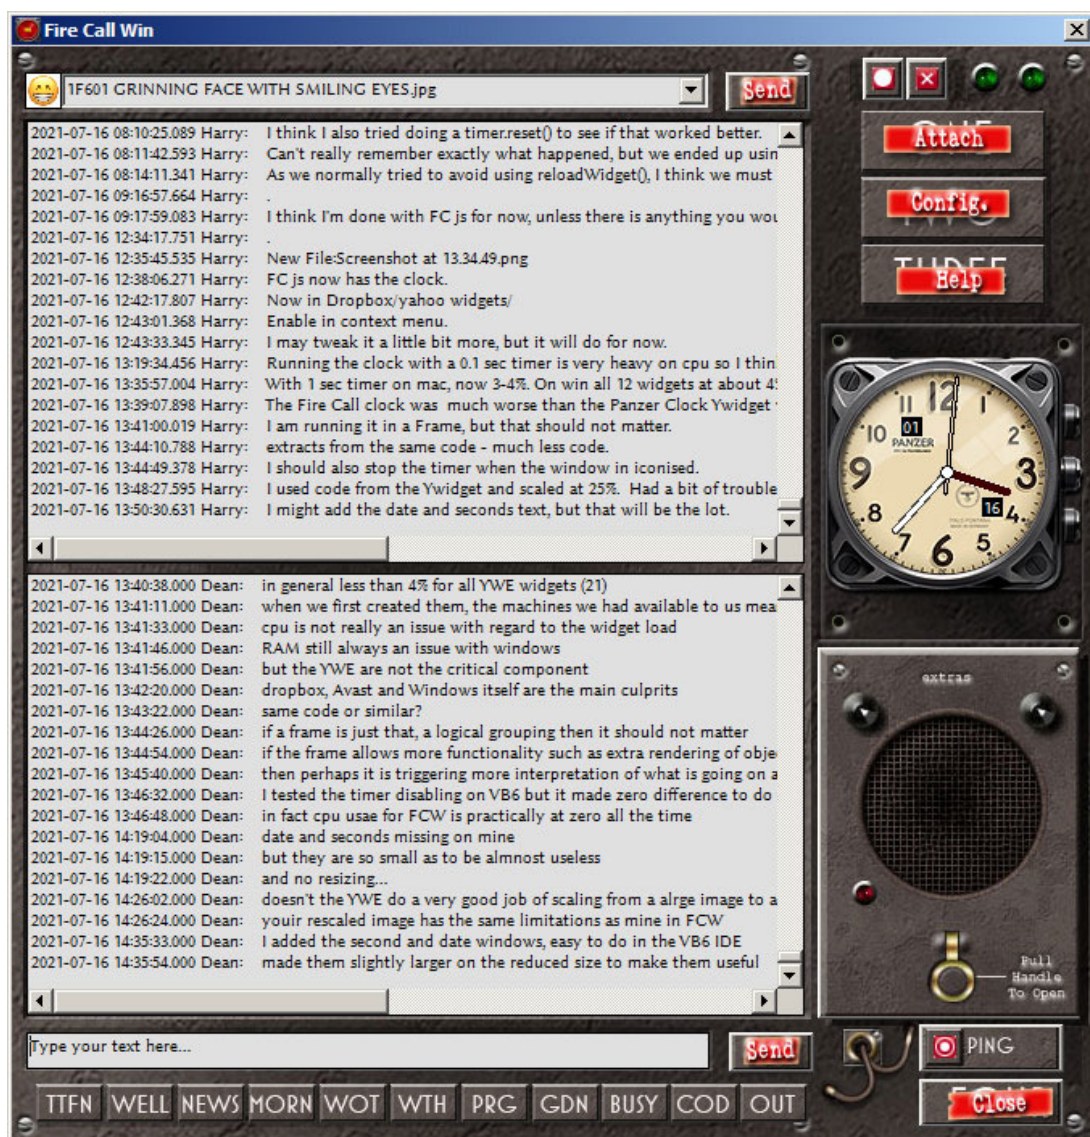 Fire Call Win
1F601 GRINNING FACE WITH SMILING EYES.jpg
Send
2021-07-16 08:10:25.089 Harry: I think I also tried doing a timer.reset() to see if that worked better.
2021-07-16 08:11:42.593 Harry: Can't really remember exactly what happened, but we ended up usin
2021-07-16 08:14:11.341 Harry: As we normally tried to avoid using reloadWidget(), I think we must
2021-07-16 09:16:57.664 Harry: .
2021-07-16 09:17:59.083 Harry: I think I'm done with FC js for now, unless there is anything you wou
2021-07-16 12:34:17.751 Harry: .
2021-07-16 12:35:45.535 Harry: New File:Screenshot at 13.34.49.png
2021-07-16 12:38:06.271 Harry: FC js now has the clock.
2021-07-16 12:42:17.807 Harry: Now in Dropbox/yahoo widgets/
2021-07-16 12:43:01.368 Harry: Enable in context menu.
2021-07-16 12:43:33.345 Harry: I may tweak it a little bit more, but it will do for now.
2021-07-16 13:19:34.456 Harry: Running the clock with a 0.1 sec timer is very heavy on cpu so I thin
2021-07-16 13:35:57.004 Harry: With 1 sec timer on mac, now 3-4%. On win all 12 widgets at about 4
2021-07-16 13:39:07.898 Harry: The Fire Call clock was much worse than the Panzer Clock Ywidget
2021-07-16 13:41:00.019 Harry: I am running it in a Frame, but that should not matter.
2021-07-16 13:44:10.788 Harry: extracts from the same code - much less code.
2021-07-16 13:44:49.378 Harry: I should also stop the timer when the window in iconised.
2021-07-16 13:48:27.595 Harry: I used code from the Ywidget and scaled at 25%. Had a bit of trouble
2021-07-16 13:50:30.631 Harry: I might add the date and seconds text, but that will be the lot.
2021-07-16 13:40:38.000 Dean: in general less than 4% for all YWE widgets (21)
2021-07-16 13:41:11.000 Dean: when we first created them, the machines we had available to us mea
2021-07-16 13:41:33.000 Dean: cpu is not really an issue with regard to the widget load
2021-07-16 13:41:46.000 Dean: RAM still always an issue with windows
2021-07-16 13:41:56.000 Dean: but the YWE are not the critical component
2021-07-16 13:42:20.000 Dean: dropbox, Avast and Windows itself are the main culprits
2021-07-16 13:43:22.000 Dean: same code or similar?
2021-07-16 13:44:26.000 Dean: if a frame is just that, a logical grouping then it should not matter
2021-07-16 13:44:54.000 Dean: if the frame allows more functionality such as extra rendering of obje
2021-07-16 13:45:40.000 Dean: then perhaps it is triggering more interpretation of what is going on a
2021-07-16 13:46:32.000 Dean: I tested the timer disabling on VB6 but it made zero difference to do
2021-07-16 13:46:48.000 Dean: in fact cpu usae for FCW is practically at zero all the time
2021-07-16 14:19:04.000 Dean: date and seconds missing on mine
2021-07-16 14:19:15.000 Dean: but they are so small as to be almnost useless
2021-07-16 14:19:22.000 Dean: and no resizing...
2021-07-16 14:26:02.000 Dean: doesn't the YWE do a very good job of scaling from a alrge image to a
2021-07-16 14:26:24.000 Dean: youir rescaled image has the same limitations as mine in FCW
2021-07-16 14:35:33.000 Dean: I added the second and date windows, easy to do in the VB6 IDE
2021-07-16 14:35:54.000 Dean: made them slightly larger on the reduced size to make them useful
Type your text here...
Send
TTFN WELL NEWS MORN WOT WTH PRG GDN BUSY COD OUT
Attach
Config.
THREE
Help
12
11 1
10 01 2
PANZER
9 3
16
8 4
7 5
6
extras
Pull
Handle
To Open
PING
Close